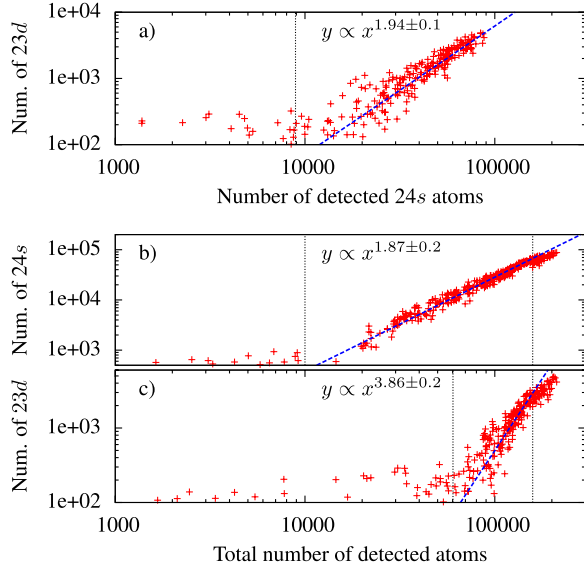 a)
y ∝ x^1.94±0.1
Num. of 23d
1e+04
1e+03
1e+02
1000 10000 100000
Number of detected 24s atoms
b)
y ∝ x^1.87±0.2
Num. of 24s
1e+05
1e+04
1e+03
c)
y ∝ x^3.86±0.2
Num. of 23d
1e+03
1e+02
1000 10000 100000
Total number of detected atoms